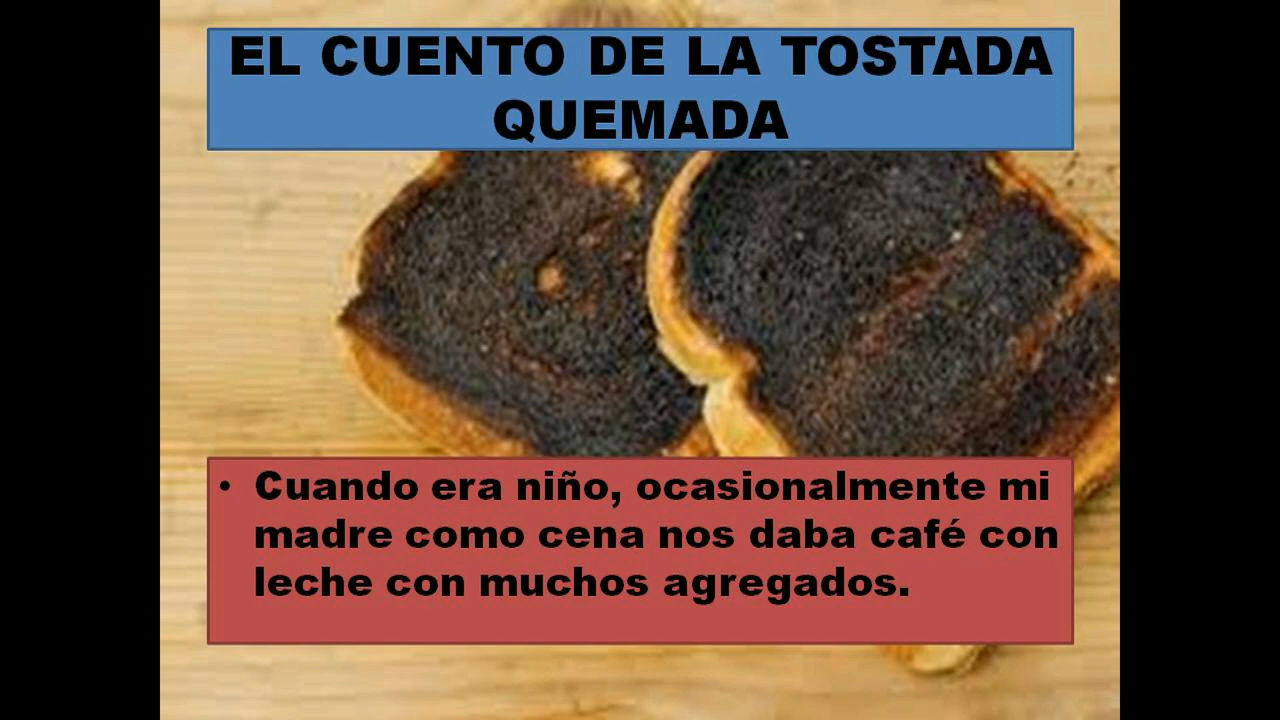 EL CUENTO DE LA TOSTADA
QUEMADA
• Cuando era niño, ocasionalmente mi
madre como cena nos daba café con
leche con muchos agregados.